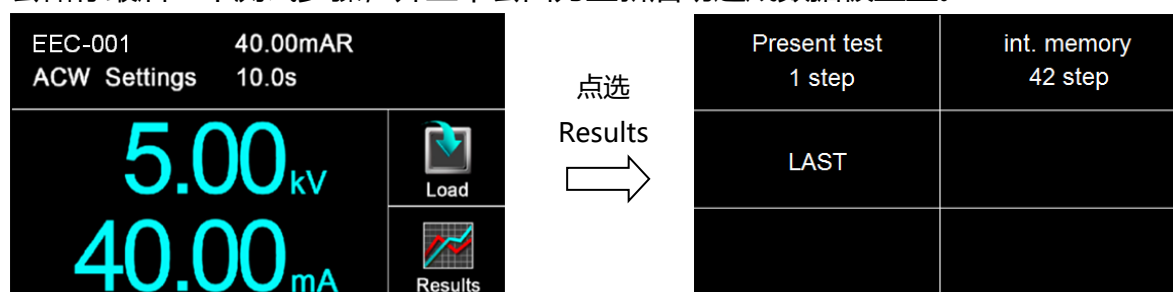 EEC-001 40.00mAR
ACW Settings 10.0s
5.00kV
Load
40.00mA
Results
点选
Results
Present test
1 step
int. memory
42 step
LAST